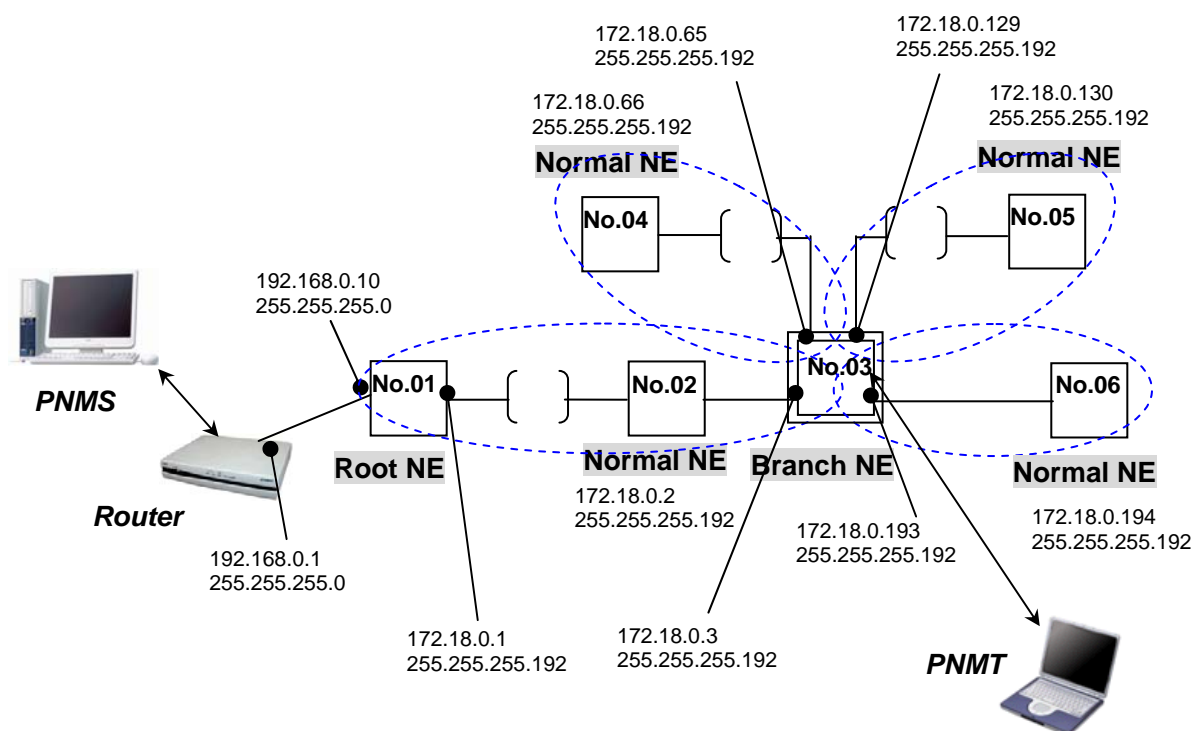 172.18.0.65
255.255.255.192
172.18.0.129
255.255.255.192
172.18.0.66
255.255.255.192
172.18.0.130
255.255.255.192
Normal NE
Normal NE
No.04
No.05
192.168.0.10
255.255.255.0
No.01
No.02
No.03
No.06
PNMS
Root NE
Normal NE
Branch NE
Normal NE
172.18.0.2
255.255.255.192
172.18.0.194
255.255.255.192
Router
172.18.0.193
255.255.255.192
192.168.0.1
255.255.255.0
172.18.0.1
255.255.255.192
172.18.0.3
255.255.255.192
PNMT